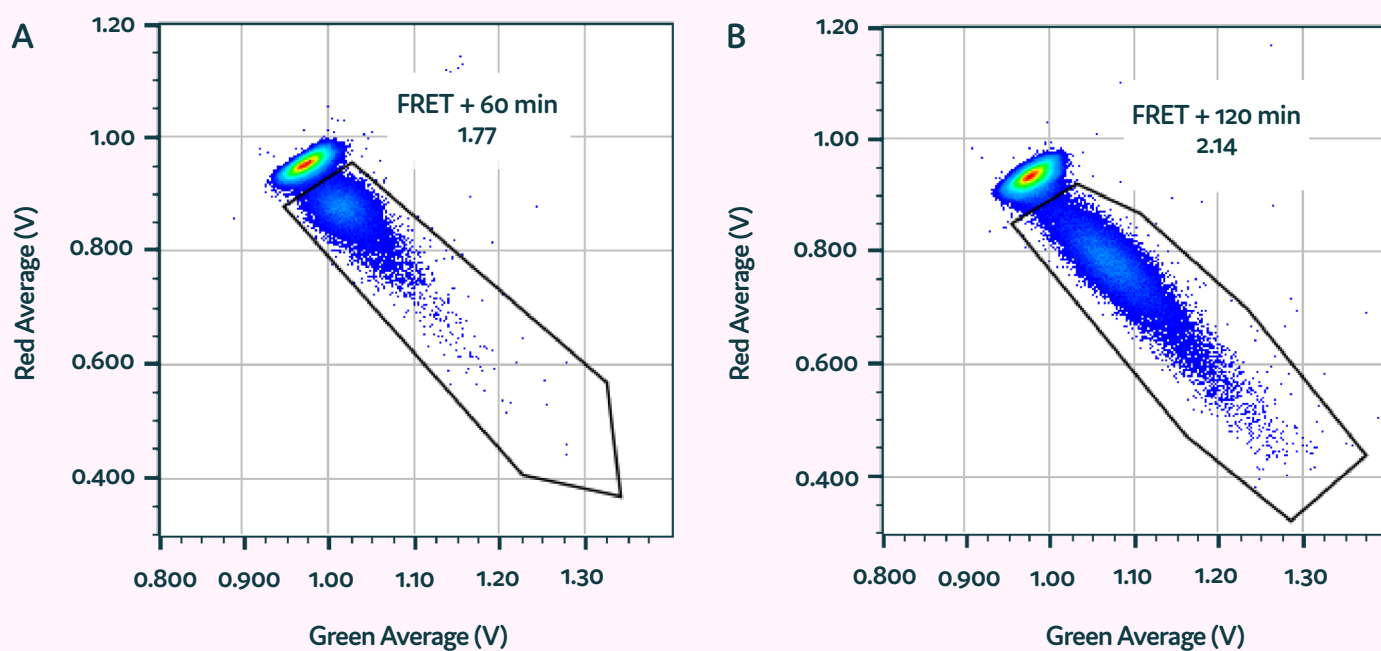 A
Red Average (V)
1.20
1.00
0.800
0.600
0.400
FRET + 60 min
1.77
0.800 0.900 1.00 1.10 1.20 1.30
Green Average (V)
B
Red Average (V)
1.20
1.00
0.800
0.600
0.400
FRET + 120 min
2.14
0.800 0.900 1.00 1.10 1.20 1.30
Green Average (V)